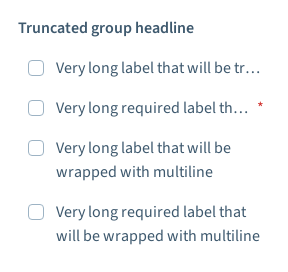 Truncated group headline
Very long label that will be tr…
Very long required label th… *
Very long label that will be
wrapped with multiline
Very long required label that
will be wrapped with multiline